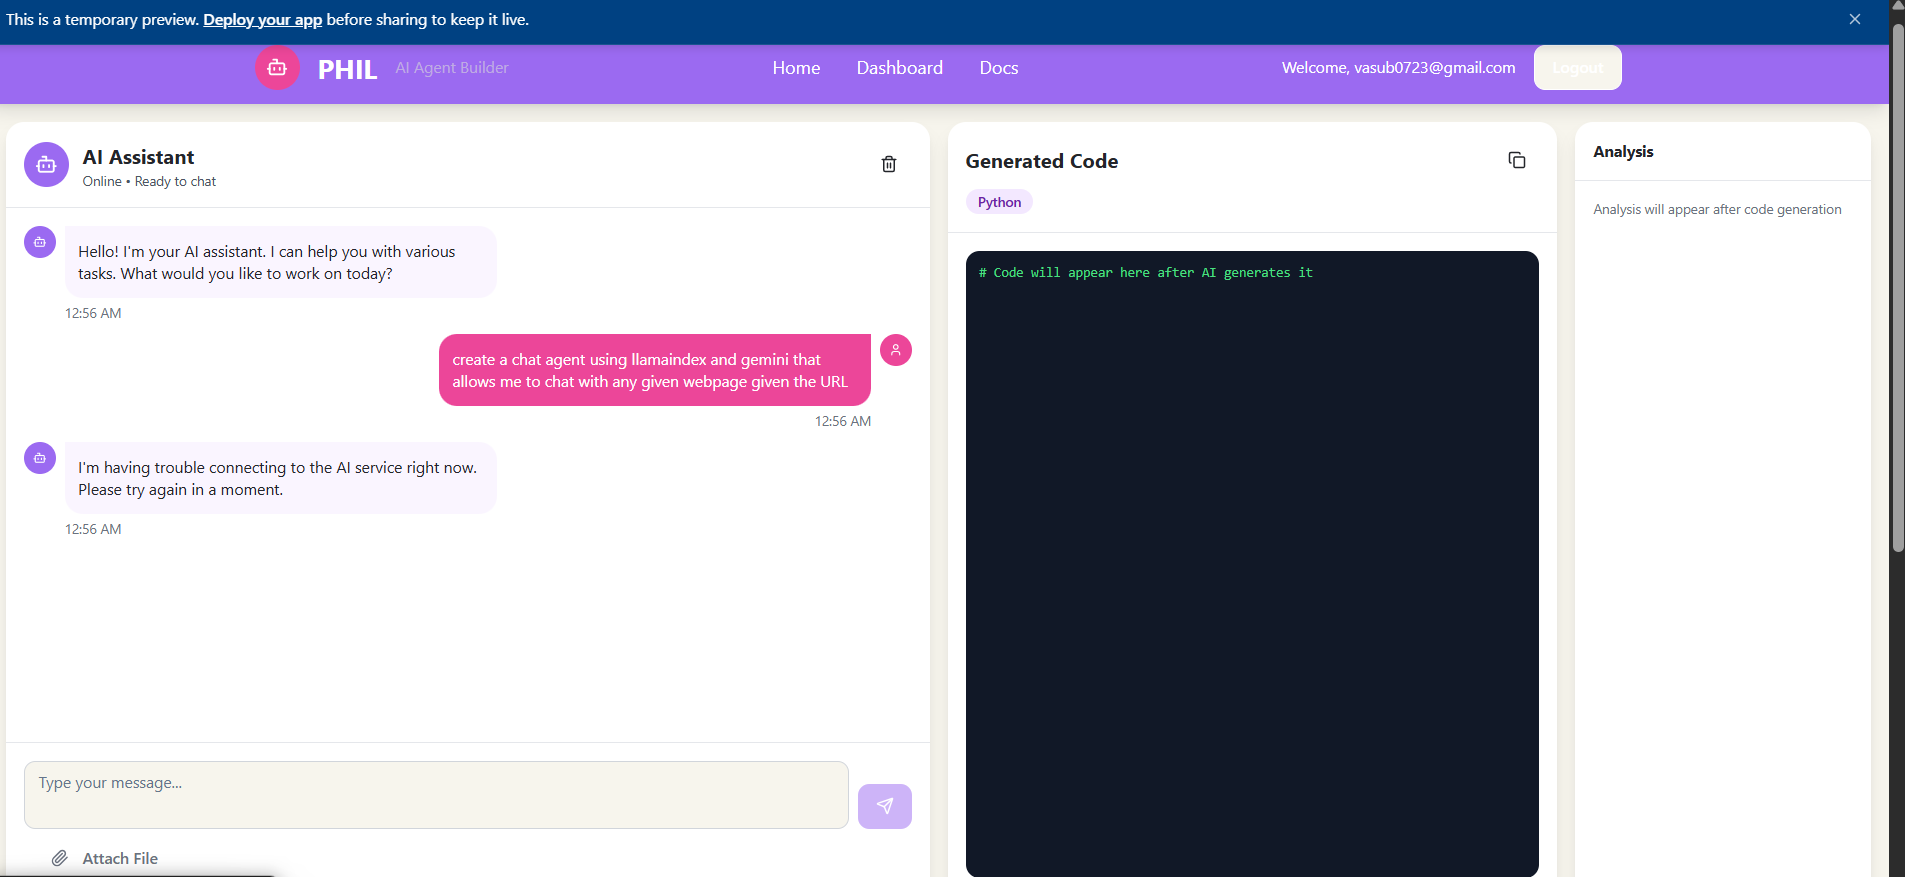 This is a temporary preview. Deploy your app before sharing to keep it live.
PHIL
AI Agent Builder
Home
Dashboard
Docs
Welcome, vasub0723@gmail.com
Logout
AI Assistant
Online • Ready to chat
Hello! I'm your AI assistant. I can help you with various
tasks. What would you like to work on today?
12:56 AM
create a chat agent using llamaindex and gemini that
allows me to chat with any given webpage given the URL
12:56 AM
I'm having trouble connecting to the AI service right now.
Please try again in a moment.
12:56 AM
Type your message...
Attach File
Generated Code
Python
# Code will appear here after AI generates it
Analysis
Analysis will appear after code generation